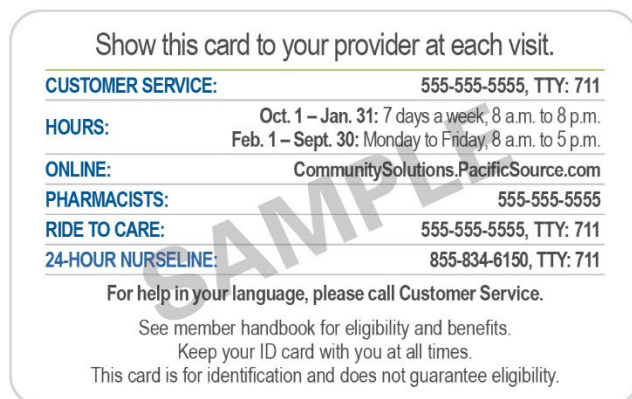 Show this card to your provider at each visit.
CUSTOMER SERVICE: 555-555-5555, TTY: 711
HOURS: Oct. 1 – Jan. 31: 7 days a week, 8 a.m. to 8 p.m.
Feb. 1 – Sept. 30: Monday to Friday, 8 a.m. to 5 p.m.
ONLINE: CommunitySolutions.PacificSource.com
PHARMACISTS: 555-555-5555
RIDE TO CARE: 555-555-5555, TTY: 711
24-HOUR NURSELINE: 855-834-6150, TTY: 711
For help in your language, please call Customer Service.
See member handbook for eligibility and benefits.
Keep your ID card with you at all times.
This card is for identification and does not guarantee eligibility.
SAMPLE